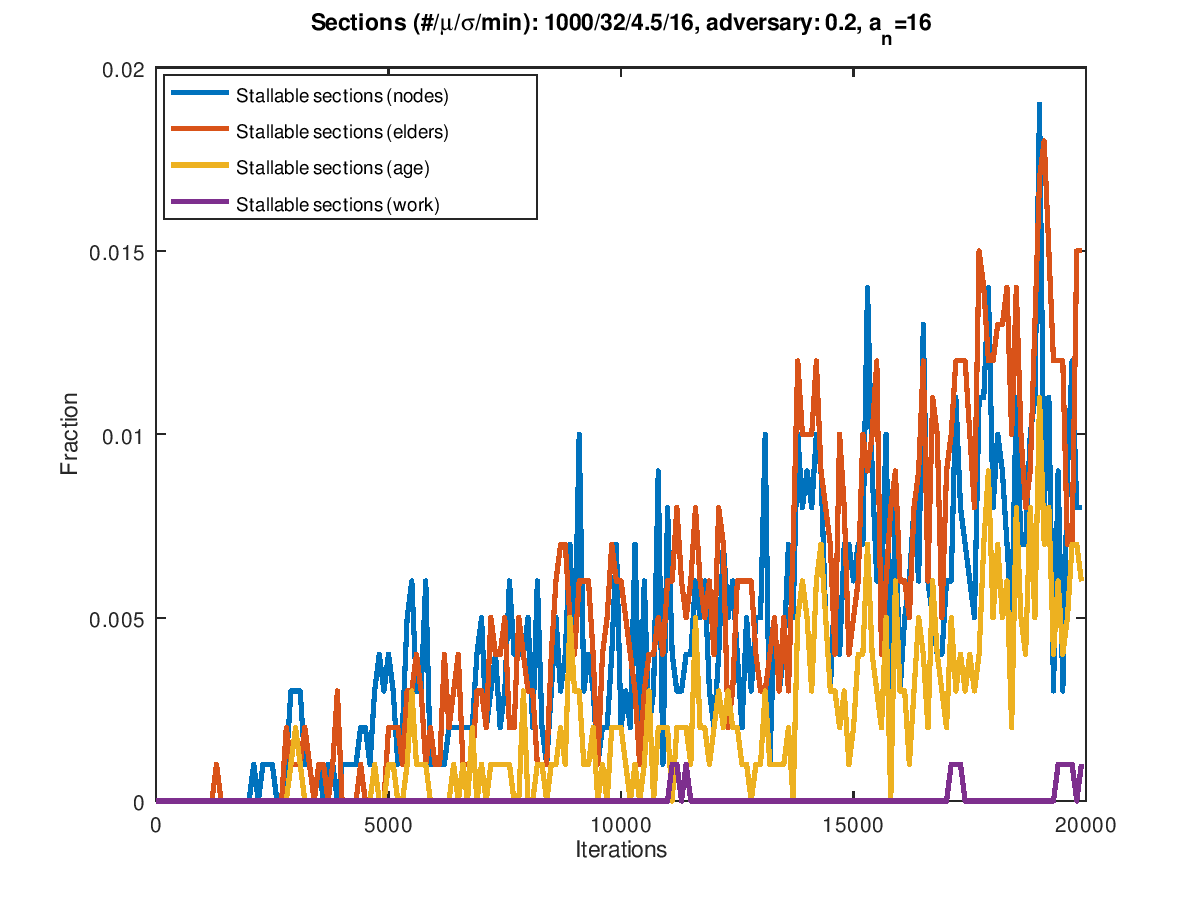 Sections (#/μ/σ/min): 1000/32/4.5/16, adversary: 0.2, a_n=16
0.02
Stallable sections (nodes)
Stallable sections (elders)
Stallable sections (age)
Stallable sections (work)
0.015
0.01
0.005
0
Fraction
0 5000 10000 15000 20000
Iterations